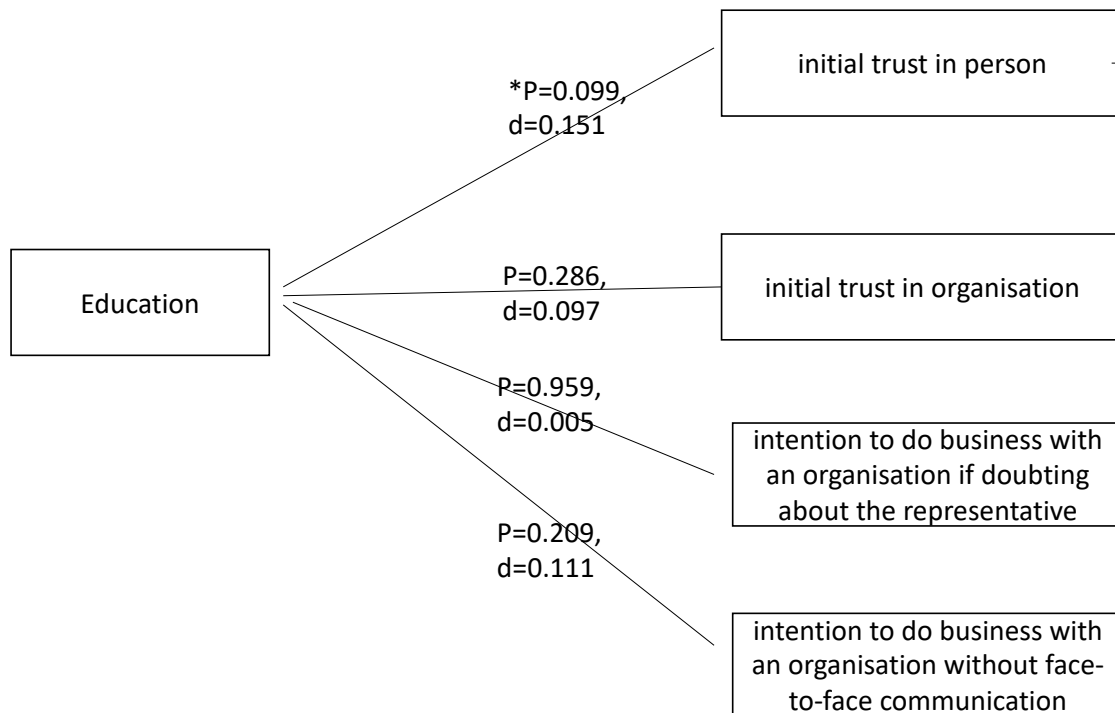 initial trust in person
*P=0.099,
d=0.151
Education
P=0.286,
d=0.097
initial trust in organisation
P=0.959,
d=0.005
intention to do business with
an organisation if doubting
about the representative
P=0.209,
d=0.111
intention to do business with
an organisation without face-
to-face communication